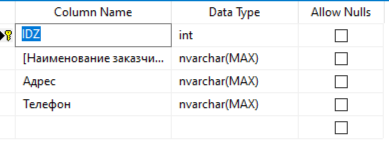 Column Name Data Type Allow Nulls
IDZ int
[Наименование заказчи... nvarchar(MAX)
Адрес nvarchar(MAX)
Телефон nvarchar(MAX)